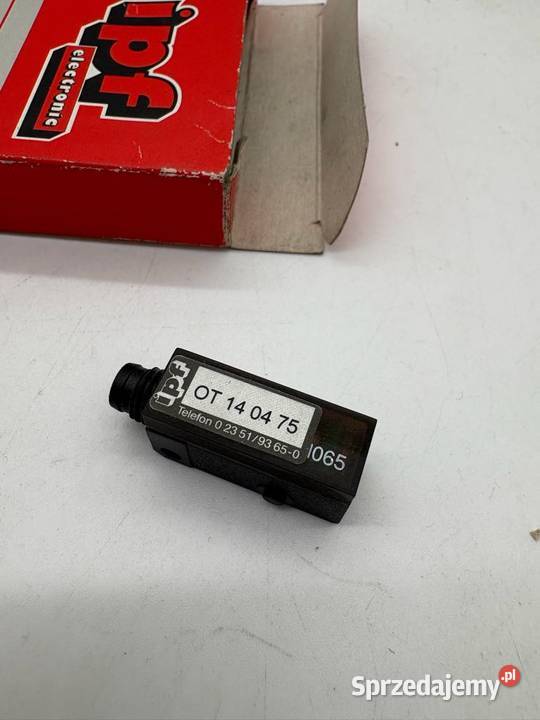 ipf
electronic
ipf
OT 14 04 75
Telefon 0 23 51/93 65-0
I065
Sprzedajemy.pl